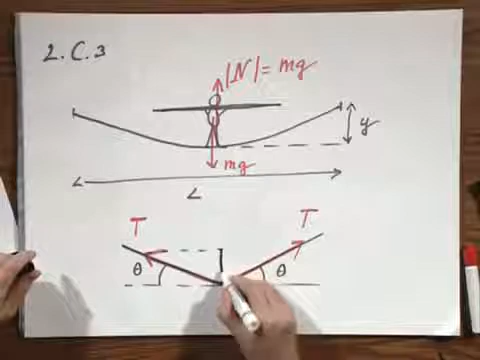 2.C.3
|N| = mg
y
mg
L
T
T
θ
θ